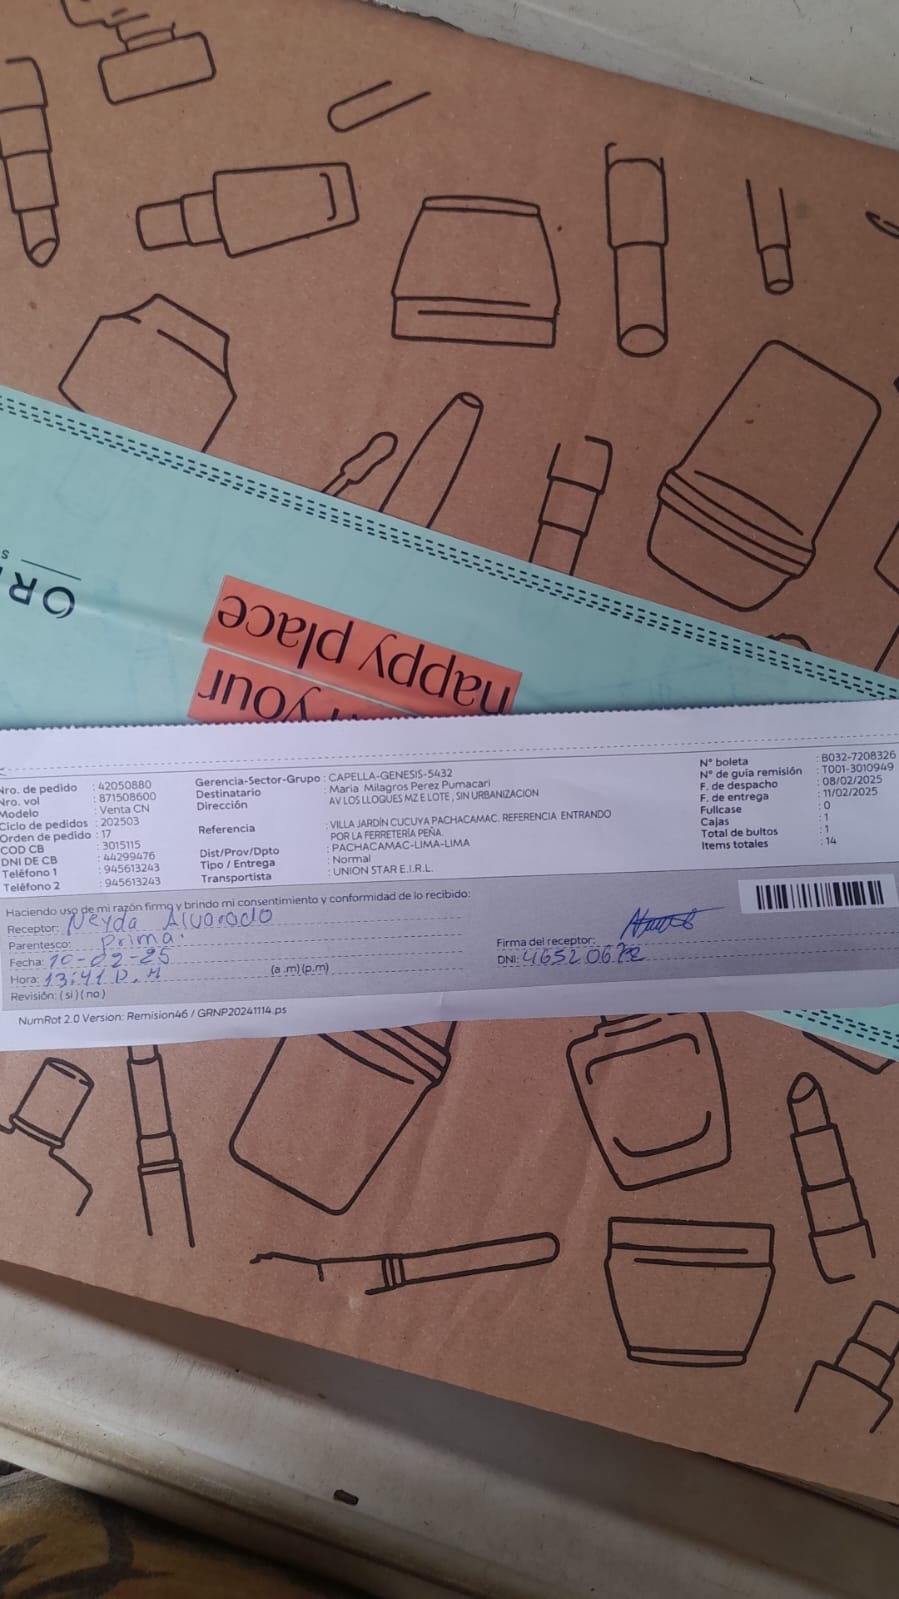 ORI
happy place
your
Nro. de pedido : 42050880
Nro. vol : 871508600
Modelo : Venta CN
Ciclo de pedidos : 202503
Orden de pedido : 17
COD CB : 3015115
DNI DE CB : 44299476
Teléfono 1 : 945613243
Teléfono 2 : 945613243
Gerencia-Sector-Grupo : CAPELLA-GENESIS-5432
Destinatario : Maria Milagros Perez Pumacari
Dirección AV LOS LLOQUES MZ E LOTE , SIN URBANIZACION
Referencia : VILLA JARDÍN CUCUYA PACHACAMAC. REFERENCIA ENTRANDO
POR LA FERRETERÍA PEÑA.
Dist/Prov/Dpto : PACHACAMAC-LIMA-LIMA
Tipo / Entrega : Normal
Transportista : UNION STAR E.I.R.L.
N° boleta : B032-7208326
N° de guía remisión : T001-3010949
F. de despacho : 08/02/2025
F. de entrega : 11/02/2025
Fullcase : 0
Cajas : 1
Total de bultos : 1
Items totales : 14
Haciendo uso de mi razón firmo y brindo mi consentimiento y conformidad de lo recibido:
Receptor: Neyda Alvarado
Parentesco: Prima
Fecha: 10-02-25
Hora: 13:41 P.M (a .m) (p.m)
Revisión: ( si ) ( no )
Firma del receptor:
DNI:
NumRot 2.0 Version: Remision46 / GRNP20241114.ps